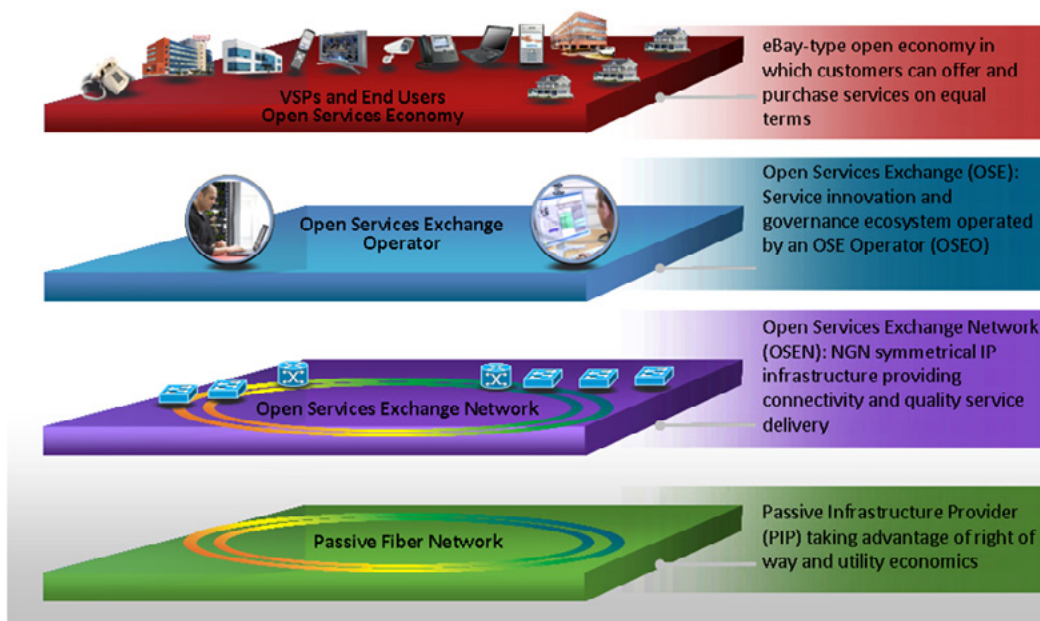 VSPs and End Users
Open Services Economy
eBay-type open economy in
which customers can offer and
purchase services on equal
terms
Open Services Exchange
Operator
Open Services Exchange (OSE):
Service innovation and
governance ecosystem operated
by an OSE Operator (OSEO)
Open Services Exchange Network
Open Services Exchange Network
(OSEN): NGN symmetrical IP
infrastructure providing
connectivity and quality service
delivery
Passive Fiber Network
Passive Infrastructure Provider
(PIP) taking advantage of right of
way and utility economics